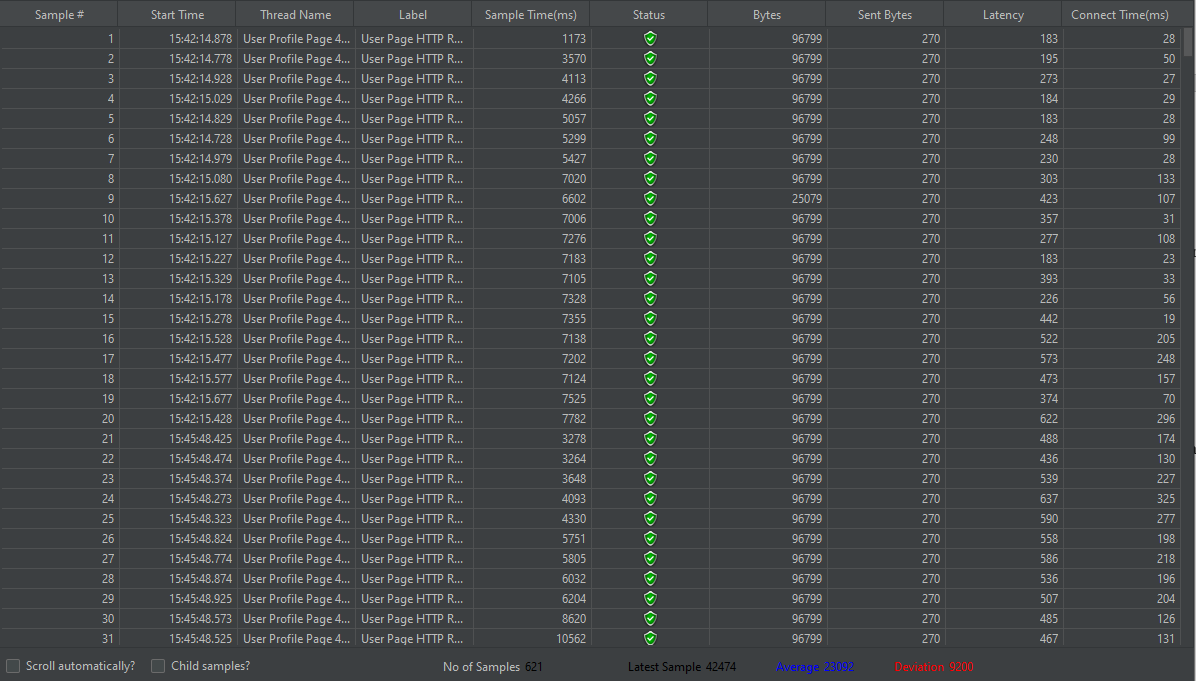 Sample # Start Time Thread Name Label Sample Time(ms) Status Bytes Sent Bytes Latency Connect Time(ms)
1 15:42:14.878 User Profile Page 4... User Page HTTP R... 1173 96799 270 183 28
2 15:42:14.778 User Profile Page 4... User Page HTTP R... 3570 96799 270 195 50
3 15:42:14.928 User Profile Page 4... User Page HTTP R... 4113 96799 270 273 27
4 15:42:15.029 User Profile Page 4... User Page HTTP R... 4266 96799 270 184 29
5 15:42:14.829 User Profile Page 4... User Page HTTP R... 5057 96799 270 183 28
6 15:42:14.728 User Profile Page 4... User Page HTTP R... 5299 96799 270 248 99
7 15:42:14.979 User Profile Page 4... User Page HTTP R... 5427 96799 270 230 28
8 15:42:15.080 User Profile Page 4... User Page HTTP R... 7020 96799 270 303 133
9 15:42:15.627 User Profile Page 4... User Page HTTP R... 6602 25079 270 423 107
10 15:42:15.378 User Profile Page 4... User Page HTTP R... 7006 96799 270 357 31
11 15:42:15.127 User Profile Page 4... User Page HTTP R... 7276 96799 270 277 108
12 15:42:15.227 User Profile Page 4... User Page HTTP R... 7183 96799 270 183 23
13 15:42:15.329 User Profile Page 4... User Page HTTP R... 7105 96799 270 393 33
14 15:42:15.178 User Profile Page 4... User Page HTTP R... 7328 96799 270 226 56
15 15:42:15.278 User Profile Page 4... User Page HTTP R... 7355 96799 270 442 19
16 15:42:15.528 User Profile Page 4... User Page HTTP R... 7138 96799 270 522 205
17 15:42:15.477 User Profile Page 4... User Page HTTP R... 7202 96799 270 573 248
18 15:42:15.577 User Profile Page 4... User Page HTTP R... 7124 96799 270 473 157
19 15:42:15.677 User Profile Page 4... User Page HTTP R... 7525 96799 270 374 70
20 15:42:15.428 User Profile Page 4... User Page HTTP R... 7782 96799 270 622 296
21 15:45:48.425 User Profile Page 4... User Page HTTP R... 3278 96799 270 488 174
22 15:45:48.474 User Profile Page 4... User Page HTTP R... 3264 96799 270 436 130
23 15:45:48.374 User Profile Page 4... User Page HTTP R... 3648 96799 270 539 227
24 15:45:48.273 User Profile Page 4... User Page HTTP R... 4093 96799 270 637 325
25 15:45:48.323 User Profile Page 4... User Page HTTP R... 4330 96799 270 590 277
26 15:45:48.824 User Profile Page 4... User Page HTTP R... 5751 96799 270 558 198
27 15:45:48.774 User Profile Page 4... User Page HTTP R... 5805 96799 270 586 218
28 15:45:48.874 User Profile Page 4... User Page HTTP R... 6032 96799 270 536 196
29 15:45:48.925 User Profile Page 4... User Page HTTP R... 6204 96799 270 507 204
30 15:45:48.573 User Profile Page 4... User Page HTTP R... 8620 96799 270 485 126
31 15:45:48.525 User Profile Page 4... User Page HTTP R... 10562 96799 270 467 131
Scroll automatically? Child samples? No of Samples 621 Latest Sample 42474 Average 23092 Deviation 9200